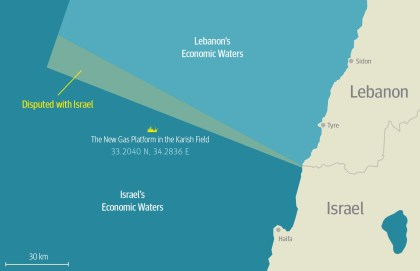 Lebanon's
Economic Waters
Sidon
Lebanon
Disputed with Israel
Tyre
The New Gas Platform in the Karish Field
33.2040 N, 34.2836 E
Israel's
Economic Waters
Israel
Haifa
30 km